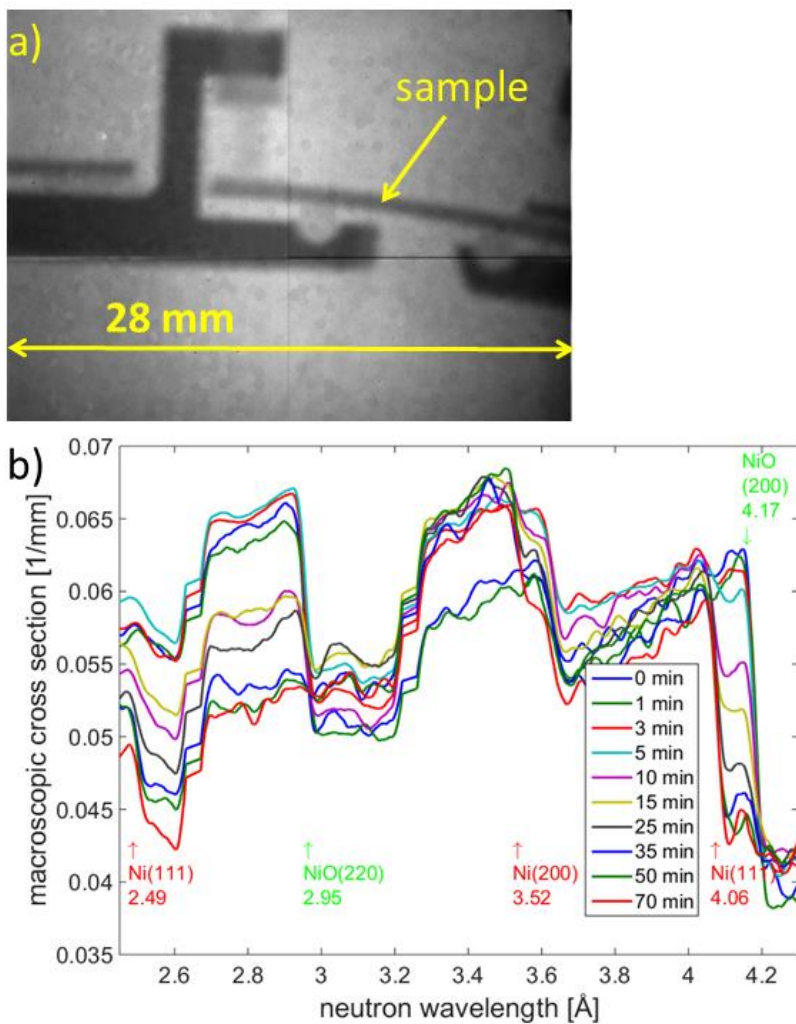 a)
sample
28 mm
b)
0.07
0.065
0.06
0.055
0.05
0.045
0.04
0.035
macroscopic cross section [1/mm]
NiO
(200)
4.17
↓
0 min
1 min
3 min
5 min
10 min
15 min
25 min
35 min
50 min
70 min
↑
Ni(111)
2.49
↑
NiO(220)
2.95
↑
Ni(200)
3.52
↑
Ni(111)
4.06
2.6
2.8
3
3.2
3.4
3.6
3.8
4
4.2
neutron wavelength [Å]